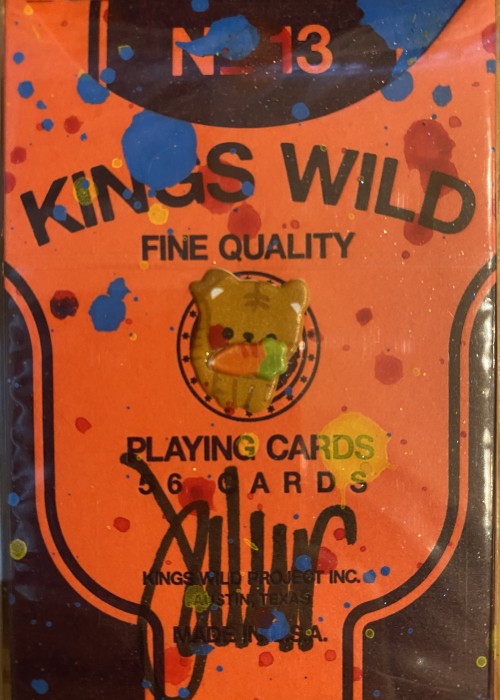 No 13
KINGS WILD
FINE QUALITY
PLAYING CARDS
56 CARDS
KINGS WILD PROJECT INC.
AUSTIN, TEXAS
MADE IN U.S.A.